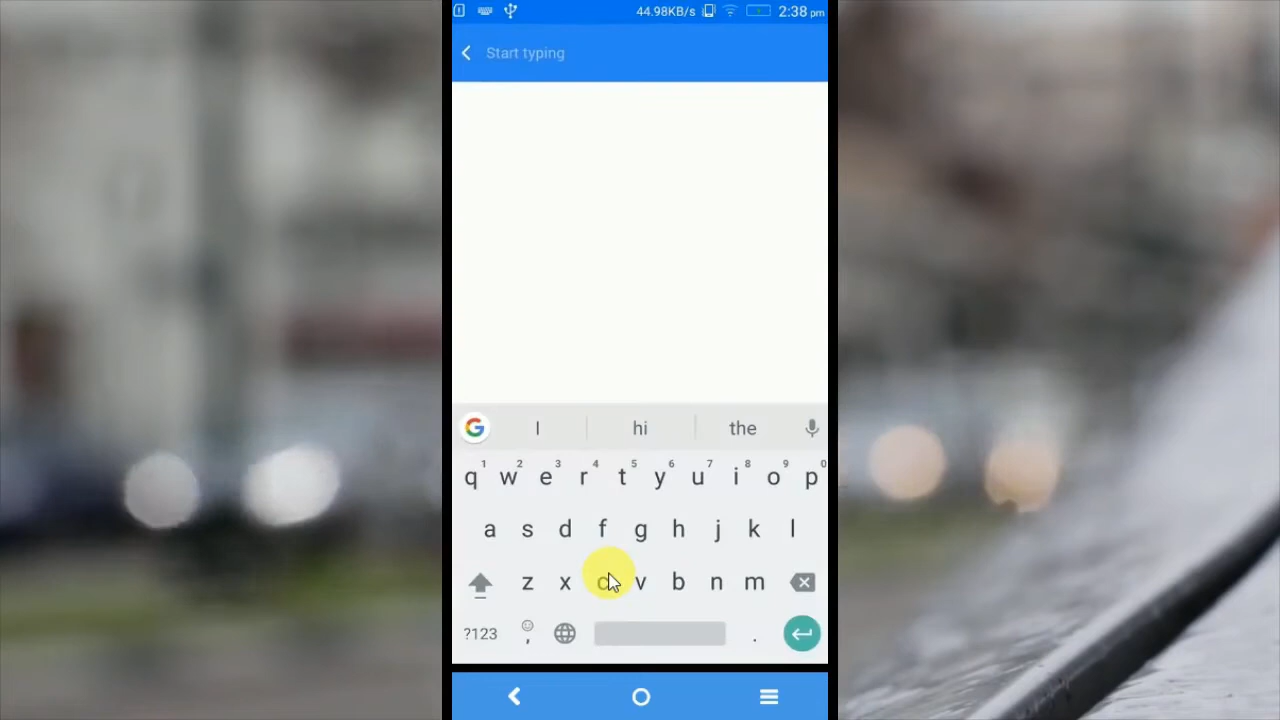 44.98KB/s 2:38 pm
Start typing
G I hi the
q1 w2 e3 r4 t5 y6 u7 i8 o9 p0
a s d f g h j k l
z x c v b n m
?123 , .